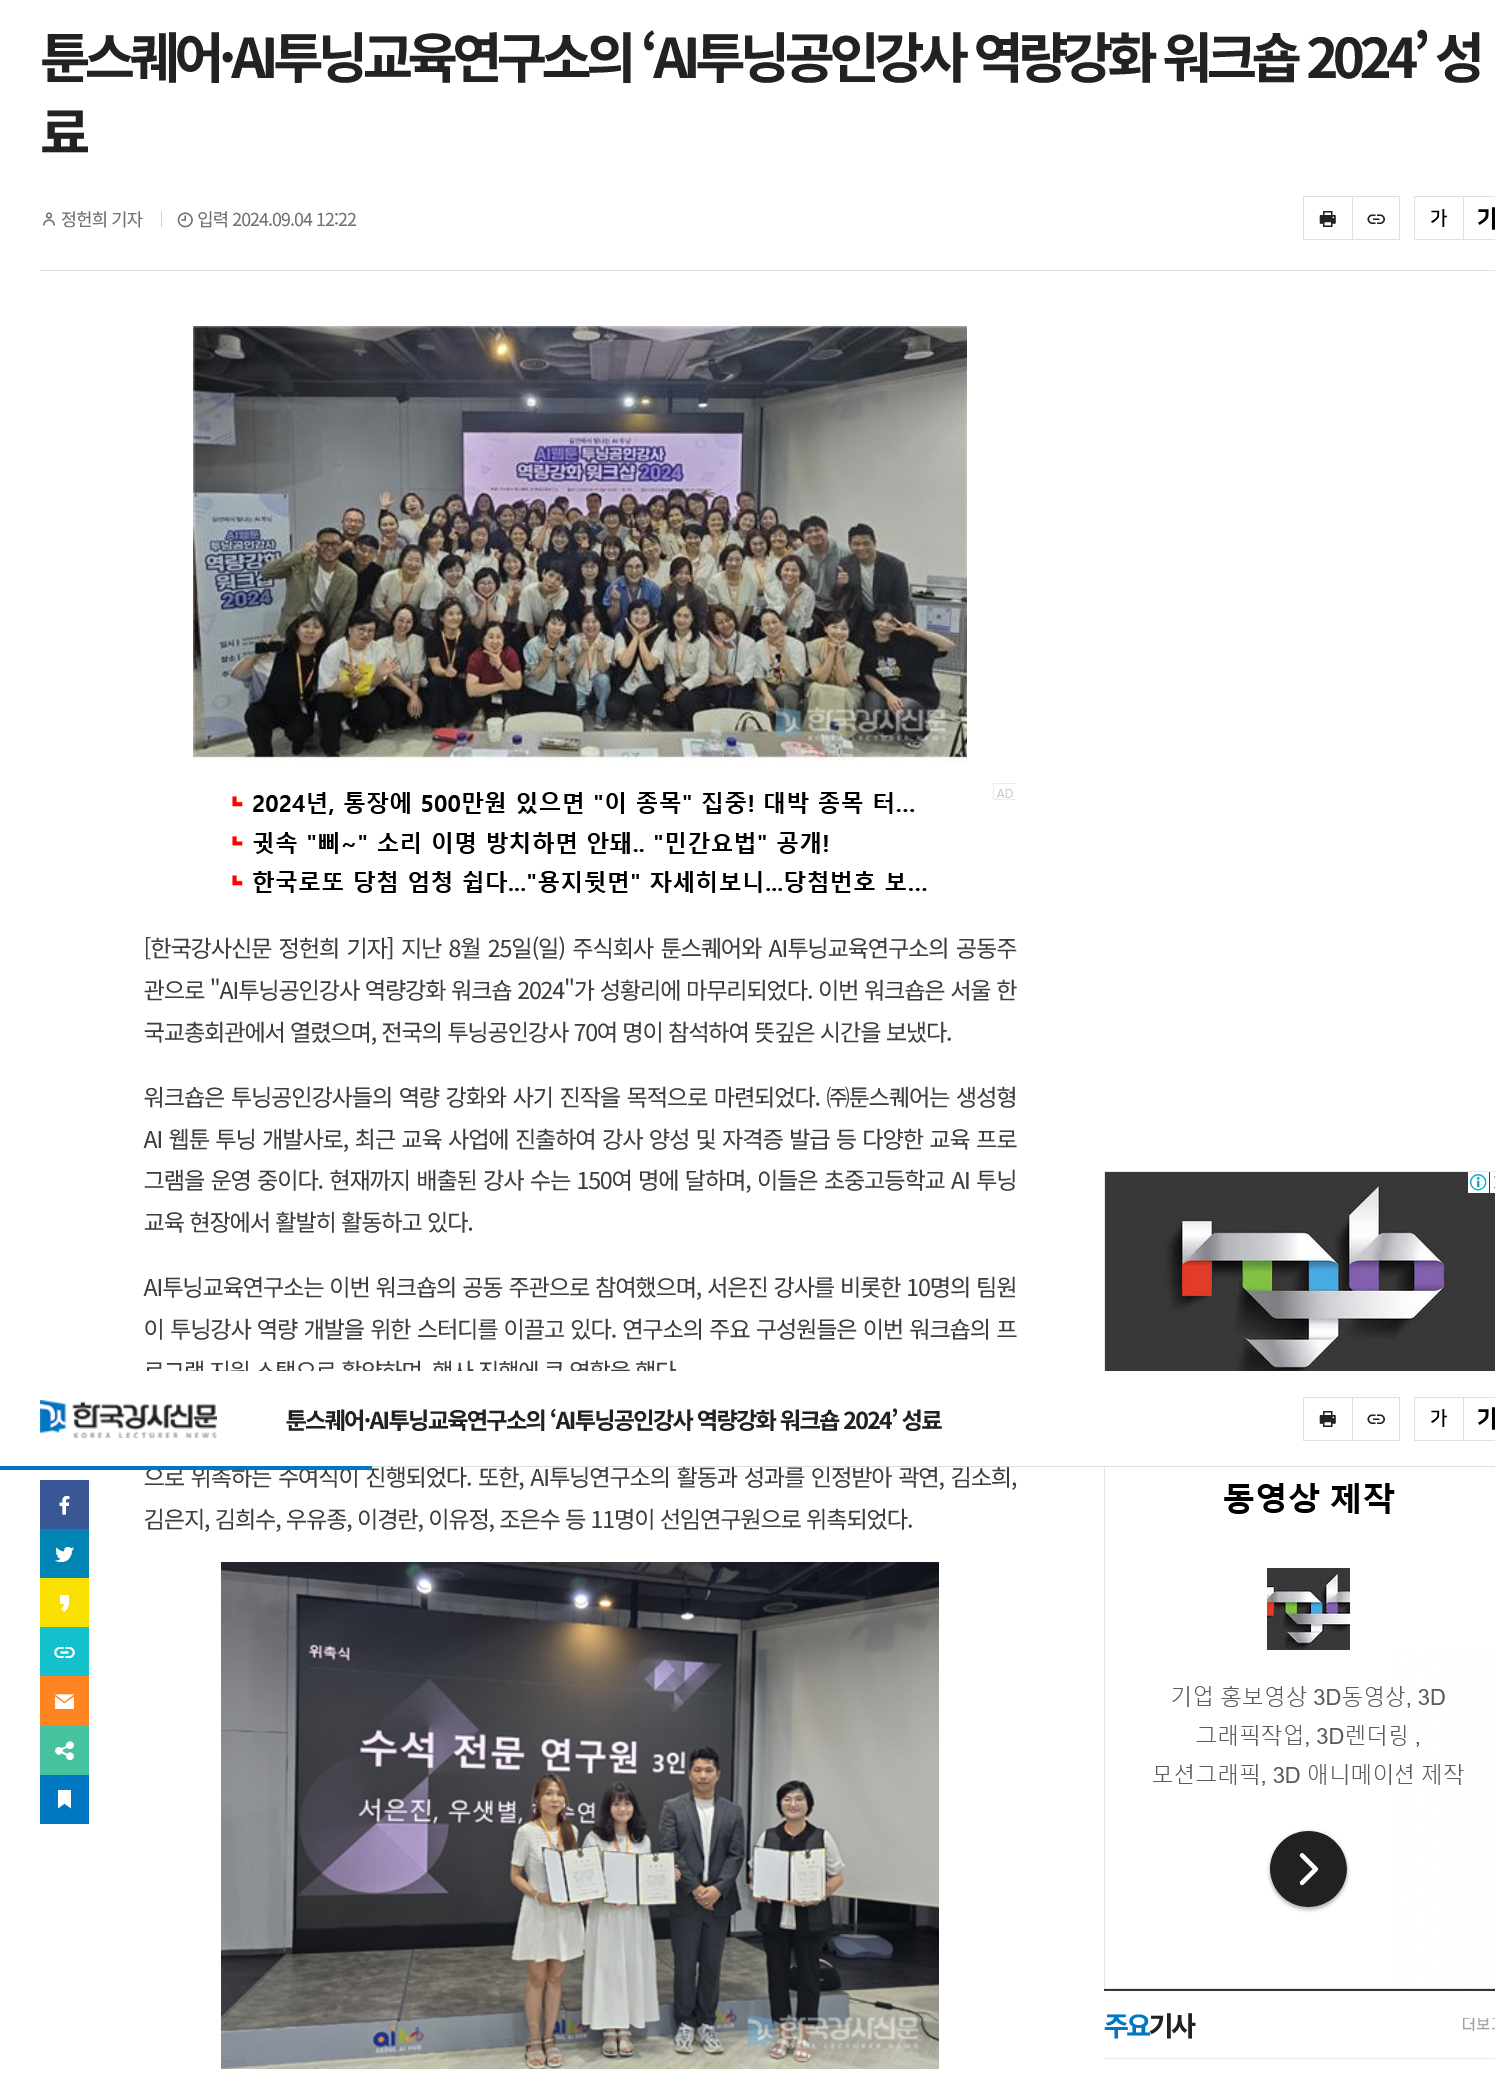 툰스퀘어·AI투닝교육연구소의 ‘AI투닝공인강사 역량강화 워크숍 2024’ 성
료
정헌희 기자
입력 2024.09.04 12:22
가
가
실전에서 빛나는 AI 투닝
AI웹툰 투닝공인강사
역량강화 워크샵 2024
실전에서 빛나는 AI 투닝
AI웹툰
투닝공인강사
역량강화
워크샵
2024
일시
장소
한국강사신문
KOREA LECTURER NEWS
AD
2024년, 통장에 500만원 있으면 "이 종목" 집중! 대박 종목 터...
귓속 "삐~" 소리 이명 방치하면 안돼.. "민간요법" 공개!
한국로또 당첨 엄청 쉽다..."용지뒷면" 자세히보니...당첨번호 보...
[한국강사신문 정헌희 기자] 지난 8월 25일(일) 주식회사 툰스퀘어와 AI투닝교육연구소의 공동주
관으로 "AI투닝공인강사 역량강화 워크숍 2024"가 성황리에 마무리되었다. 이번 워크숍은 서울 한
국교총회관에서 열렸으며, 전국의 투닝공인강사 70여 명이 참석하여 뜻깊은 시간을 보냈다.
워크숍은 투닝공인강사들의 역량 강화와 사기 진작을 목적으로 마련되었다. ㈜툰스퀘어는 생성형
AI 웹툰 투닝 개발사로, 최근 교육 사업에 진출하여 강사 양성 및 자격증 발급 등 다양한 교육 프로
그램을 운영 중이다. 현재까지 배출된 강사 수는 150여 명에 달하며, 이들은 초중고등학교 AI 투닝
교육 현장에서 활발히 활동하고 있다.
AI투닝교육연구소는 이번 워크숍의 공동 주관으로 참여했으며, 서은진 강사를 비롯한 10명의 팀원
이 투닝강사 역량 개발을 위한 스터디를 이끌고 있다. 연구소의 주요 구성원들은 이번 워크숍의 프
로그램 지원 스탭으로 활약하며, 행사 진행에 큰 역할을 했다.
한국강사신문
KOREA LECTURER NEWS
툰스퀘어·AI투닝교육연구소의 ‘AI투닝공인강사 역량강화 워크숍 2024’ 성료
가
가
으로 위촉하는 수여식이 진행되었다. 또한, AI투닝연구소의 활동과 성과를 인정받아 곽연, 김소희,
김은지, 김희수, 우유종, 이경란, 이유정, 조은수 등 11명이 선임연구원으로 위촉되었다.
위촉식
수석 전문 연구원 3인
서은진, 우샛별,
수연
SEOUL AI HUB
한국강사신문
KOREA LECTURER NEWS
rgb
동영상 제작
기업 홍보영상 3D동영상, 3D
그래픽작업, 3D렌더링 ,
모션그래픽, 3D 애니메이션 제작
주요기사
더보기